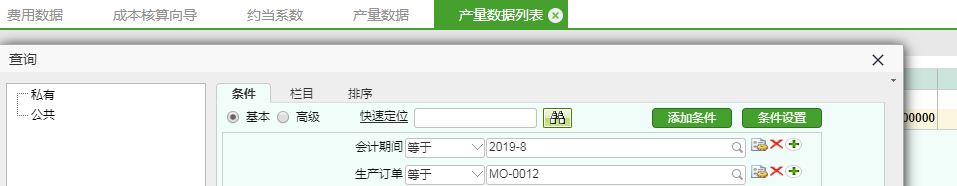 费用数据 成本核算向导 约当系数 产量数据 产量数据列表
查询
私有
公共
条件 栏目 排序
基本 高级 快速定位 添加条件 条件设置
00000
会计期间 等于 2019-8
生产订单 等于 MO-0012